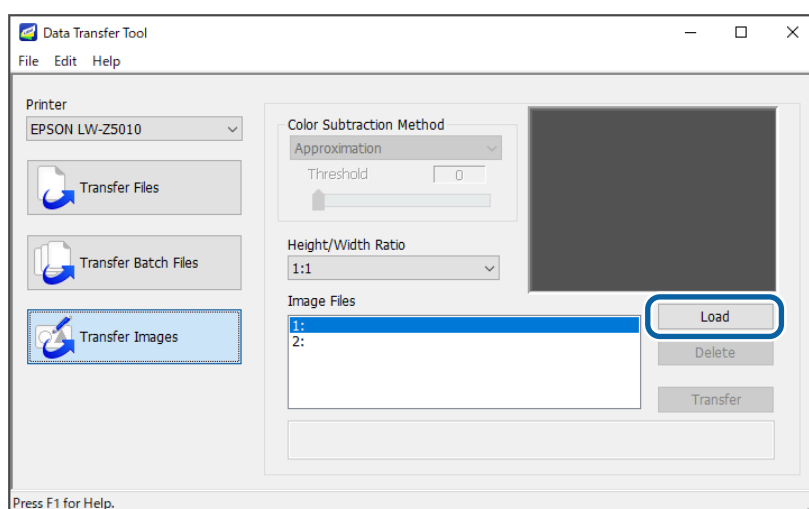 Data Transfer Tool
File Edit Help
Printer
EPSON LW-Z5010
Transfer Files
Transfer Batch Files
Transfer Images
Color Subtraction Method
Approximation
Threshold 0
Height/Width Ratio
1:1
Image Files
1:
2:
Load
Delete
Transfer
Press F1 for Help.